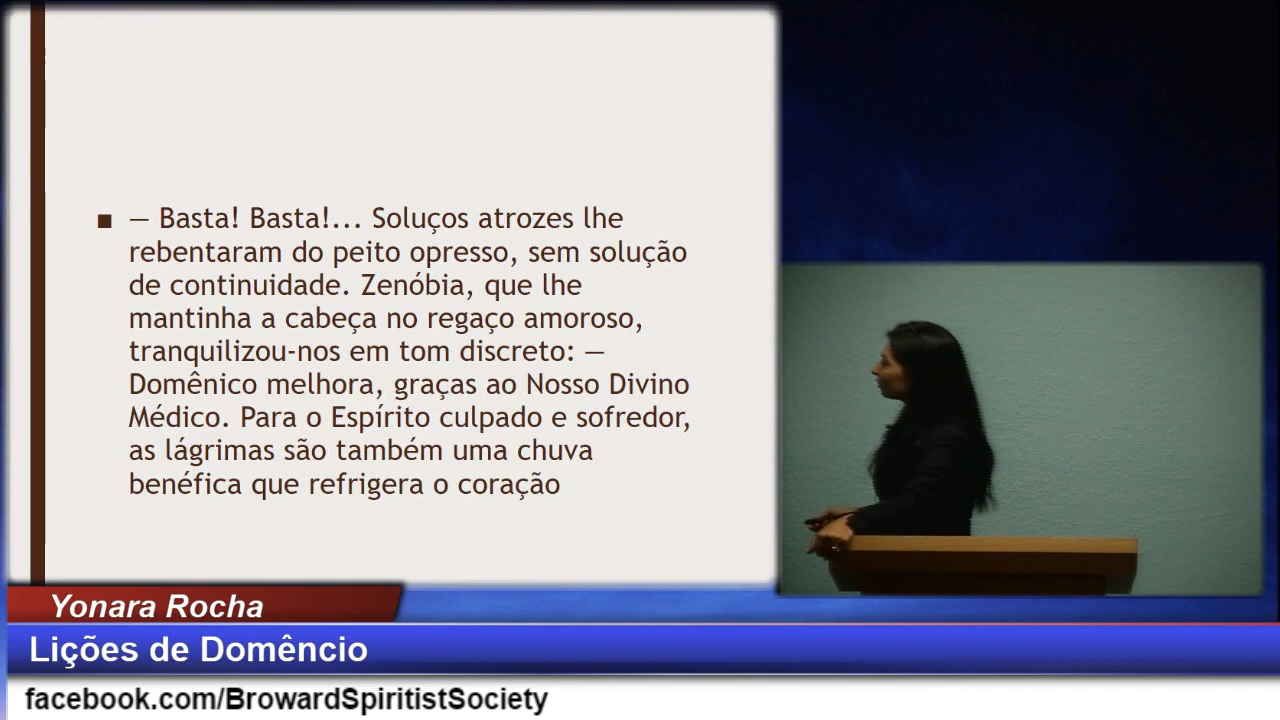 — Basta! Basta!... Soluços atrozes lhe
rebentaram do peito opresso, sem solução
de continuidade. Zenóbia, que lhe
mantinha a cabeça no regaço amoroso,
tranquilizou-nos em tom discreto: —
Domênico melhora, graças ao Nosso Divino
Médico. Para o Espírito culpado e sofredor,
as lágrimas são também uma chuva
benéfica que refrigera o coração
Yonara Rocha
Lições de Domêncio
facebook.com/BrowardSpiritistSociety